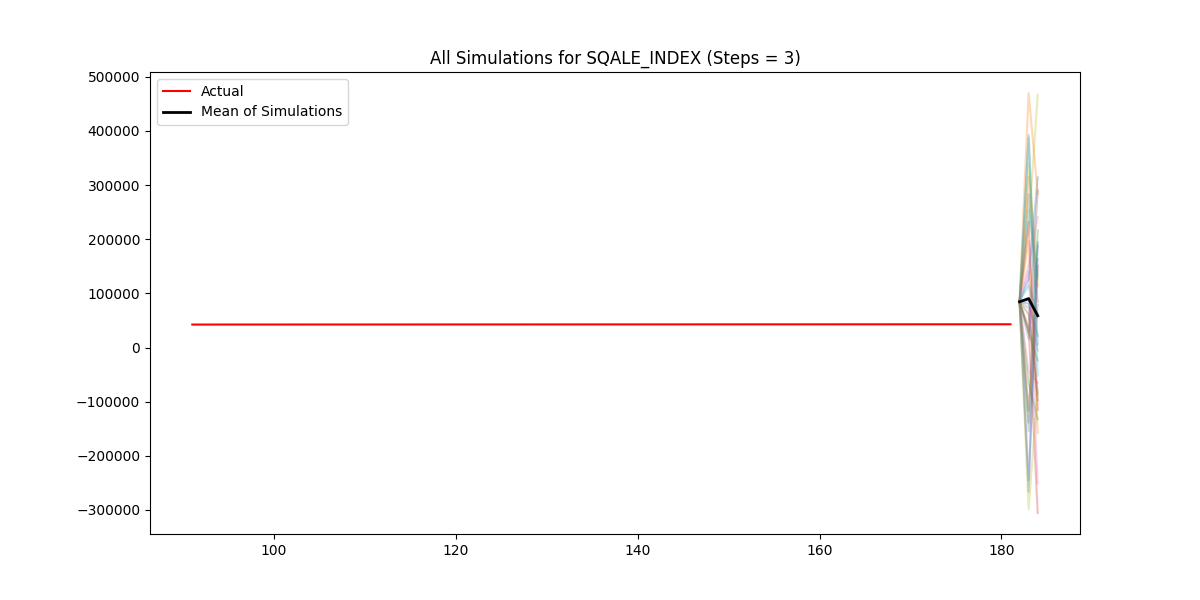 All Simulations for SQALE_INDEX (Steps = 3)
Actual
Mean of Simulations
500000
400000
300000
200000
100000
0
−100000
−200000
−300000
100 120 140 160 180